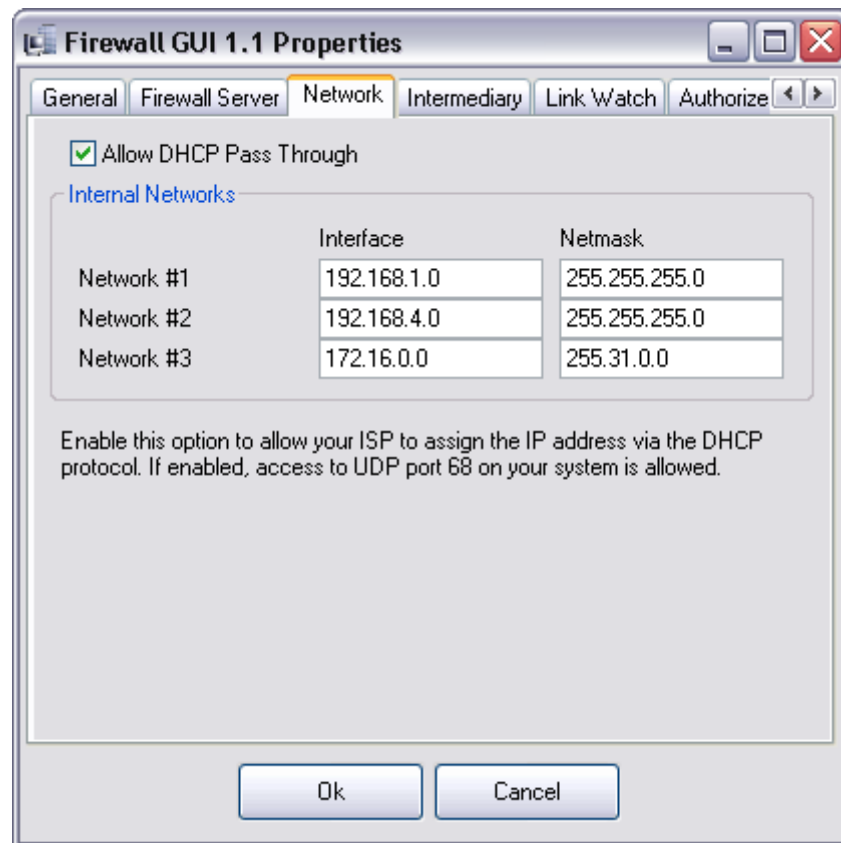 Firewall GUI 1.1 Properties
General Firewall Server Network Intermediary Link Watch Authorize
Allow DHCP Pass Through
Internal Networks
Interface Netmask
Network #1 192.168.1.0 255.255.255.0
Network #2 192.168.4.0 255.255.255.0
Network #3 172.16.0.0 255.31.0.0
Enable this option to allow your ISP to assign the IP address via the DHCP
protocol. If enabled, access to UDP port 68 on your system is allowed.
Ok Cancel